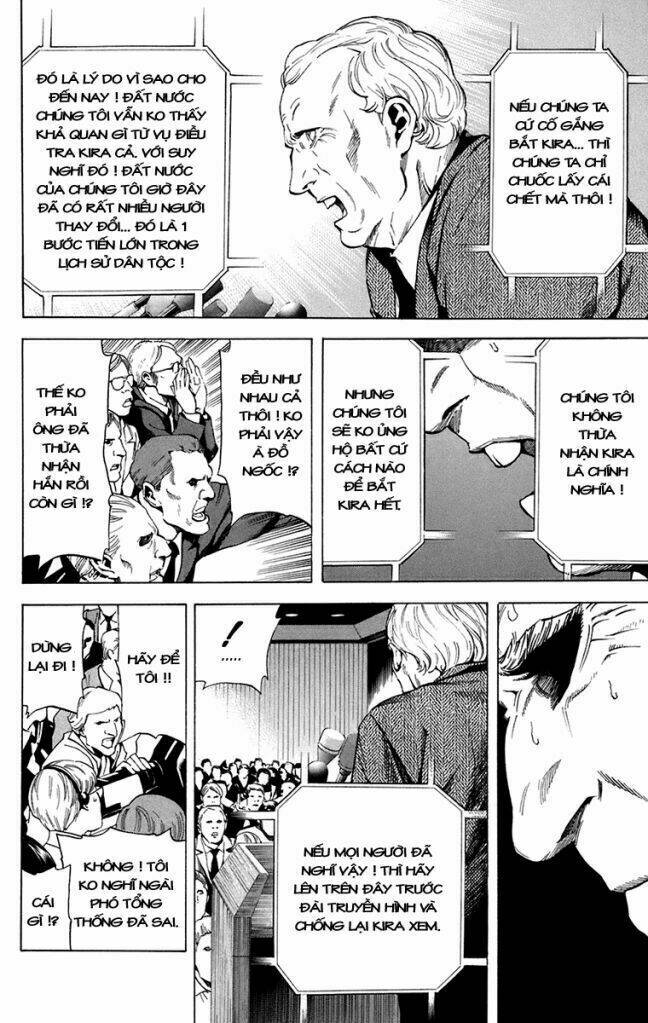 NẾU CHÚNG TA
CỨ CỐ GẮNG
BẮT KIRA... THÌ
CHÚNG TA CHỈ
CHUỐC LẤY CÁI
CHẾT MÀ THÔI !
ĐÓ LÀ LÝ DO VÌ SAO CHO
ĐẾN NAY ! ĐẤT NƯỚC
CHÚNG TÔI VẪN KO THẤY
KHẢ QUAN GÌ TỪ VỤ ĐIỀU
TRA KIRA CẢ. VỚI SUY
NGHĨ ĐÓ ! ĐẤT NƯỚC
CỦA CHÚNG TÔI GIỜ ĐÂY
ĐÃ CÓ RẤT NHIỀU NGƯỜI
THAY ĐỔI... ĐÓ LÀ 1
BƯỚC TIẾN LỚN TRONG
LỊCH SỬ DÂN TỘC !
CHÚNG TÔI
KHÔNG
THỪA
NHẬN KIRA
LÀ CHÍNH
NGHĨA !
NHƯNG
CHÚNG TÔI
SẼ KO ỦNG
HỘ BẤT CỨ
CÁCH NÀO
ĐỂ BẮT
KIRA HẾT.
ĐỀU NHƯ
NHAU CẢ
THÔI ! KO
PHẢI VẬY
À ĐỒ
NGỐC !?
THẾ KO
PHẢI
ÔNG ĐÃ
THỪA
NHẬN
HẮN RỒI
CÒN GÌ !?
!
.....
NẾU MỌI NGƯỜI ĐÃ
NGHĨ VẬY ! THÌ HÃY
LÊN TRÊN ĐÂY TRƯỚC
ĐÀI TRUYỀN HÌNH VÀ
CHỐNG LẠI KIRA XEM.
HÃY ĐỂ
TÔI !!
DỪNG
LẠI ĐI !
KHÔNG ! TÔI
KO NGHĨ NGÀI
PHÓ TỔNG
THỐNG ĐÃ SAI.
CÁI
GÌ !?